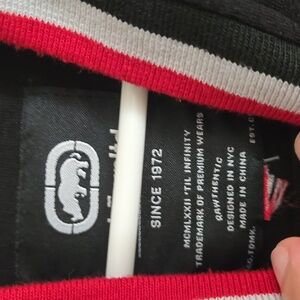 SINCE 1972
MCMLXXII 'TIL INFINITY
TRADEMARK OF PREMIUM WEARS
RAWTHENTIC
DESIGNED IN NYC
MADE IN CHINA